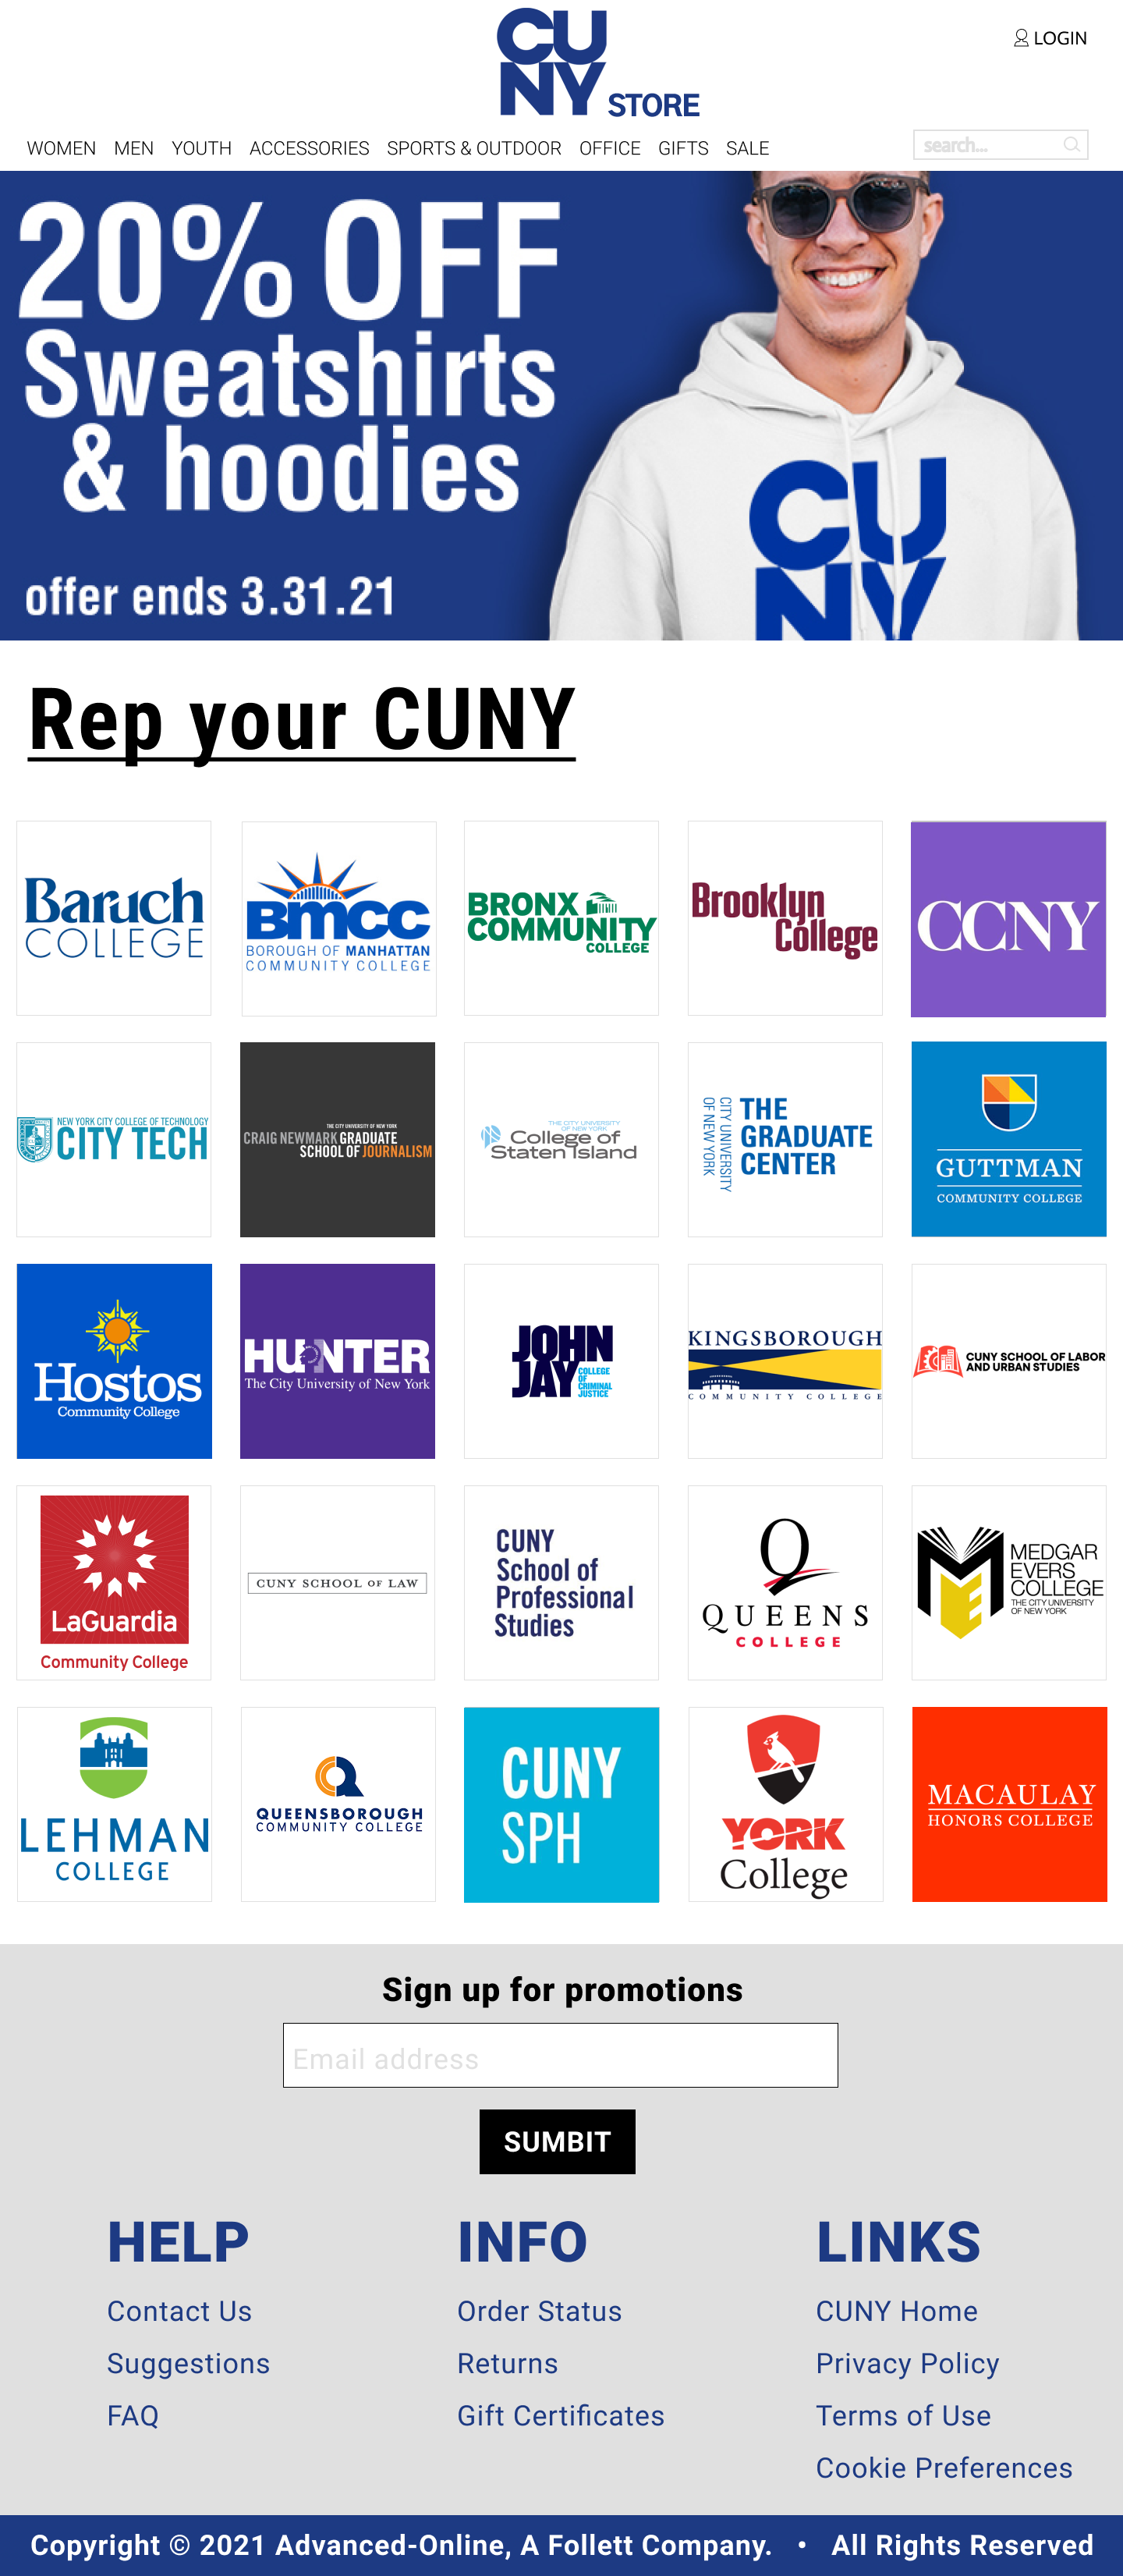 CU
NY STORE
LOGIN
WOMEN MEN YOUTH ACCESSORIES SPORTS & OUTDOOR OFFICE GIFTS SALE
search...
20% OFF
Sweatshirts
& hoodies
offer ends 3.31.21
CU
NY
Rep your CUNY
Baruch
COLLEGE
BMCC
BOROUGH OF MANHATTAN
COMMUNITY COLLEGE
BRONX
COMMUNITY
COLLEGE
Brooklyn
College
CCNY
NEW YORK CITY COLLEGE OF TECHNOLOGY
CITY TECH
THE CITY UNIVERSITY OF NEW YORK
CRAIG NEWMARK GRADUATE
SCHOOL OF JOURNALISM
THE CITY UNIVERSITY
OF NEW YORK
College of
Staten Island
CITY UNIVERSITY
OF NEW YORK
THE
GRADUATE
CENTER
GUTTMAN
COMMUNITY COLLEGE
Hostos
Community College
HUNTER
The City University of New York
JOHN
JAY
COLLEGE
OF
CRIMINAL
JUSTICE
KINGSBOROUGH
COMMUNITY COLLEGE
CUNY SCHOOL OF LABOR
AND URBAN STUDIES
LaGuardia
Community College
CUNY SCHOOL OF LAW
CUNY
School of
Professional
Studies
Q
QUEENS
COLLEGE
ME
MEDGAR
EVERS
COLLEGE
THE CITY UNIVERSITY
OF NEW YORK
LEHMAN
COLLEGE
QUEENSBOROUGH
COMMUNITY COLLEGE
CUNY
SPH
YORK
College
MACAULAY
HONORS COLLEGE
Sign up for promotions
Email address
SUMBIT
HELP
Contact Us
Suggestions
FAQ
INFO
Order Status
Returns
Gift Certificates
LINKS
CUNY Home
Privacy Policy
Terms of Use
Cookie Preferences
Copyright © 2021 Advanced-Online, A Follett Company. • All Rights Reserved